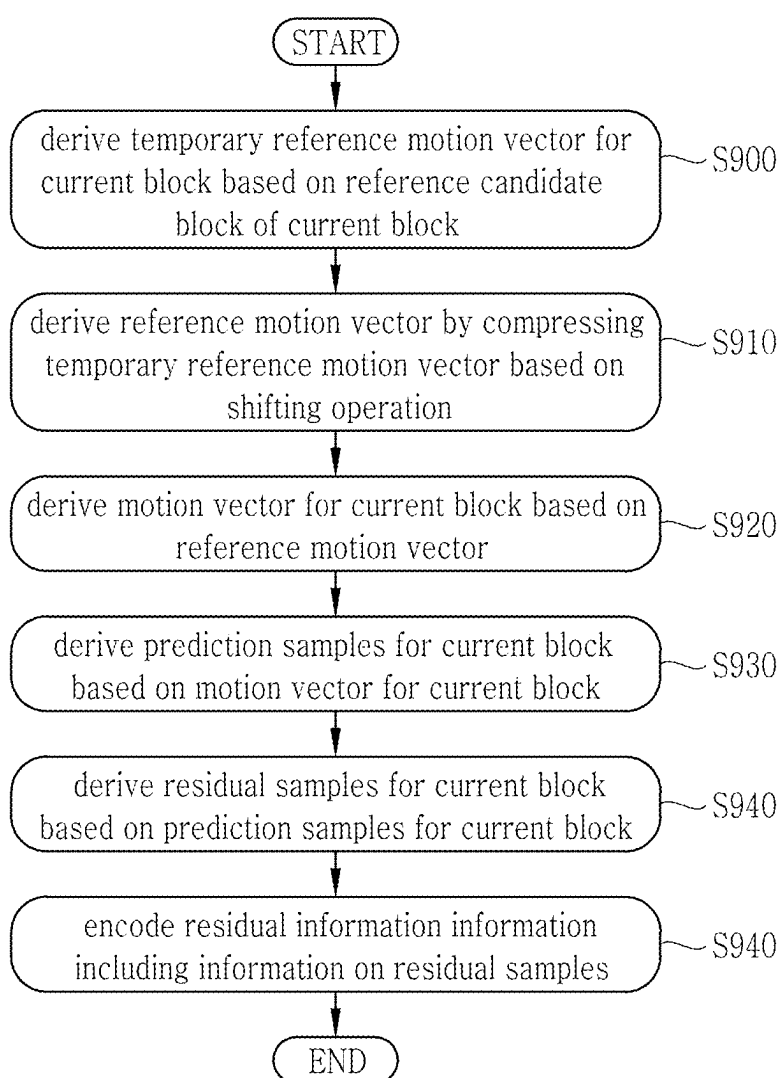 START
derive temporary reference motion vector for
current block based on reference candidate
block of current block
S900
derive reference motion vector by compressing
temporary reference motion vector based on
shifting operation
S910
derive motion vector for current block based on
reference motion vector
S920
derive prediction samples for current block
based on motion vector for current block
S930
derive residual samples for current block
based on prediction samples for current block
S940
encode residual information information
including information on residual samples
S940
END